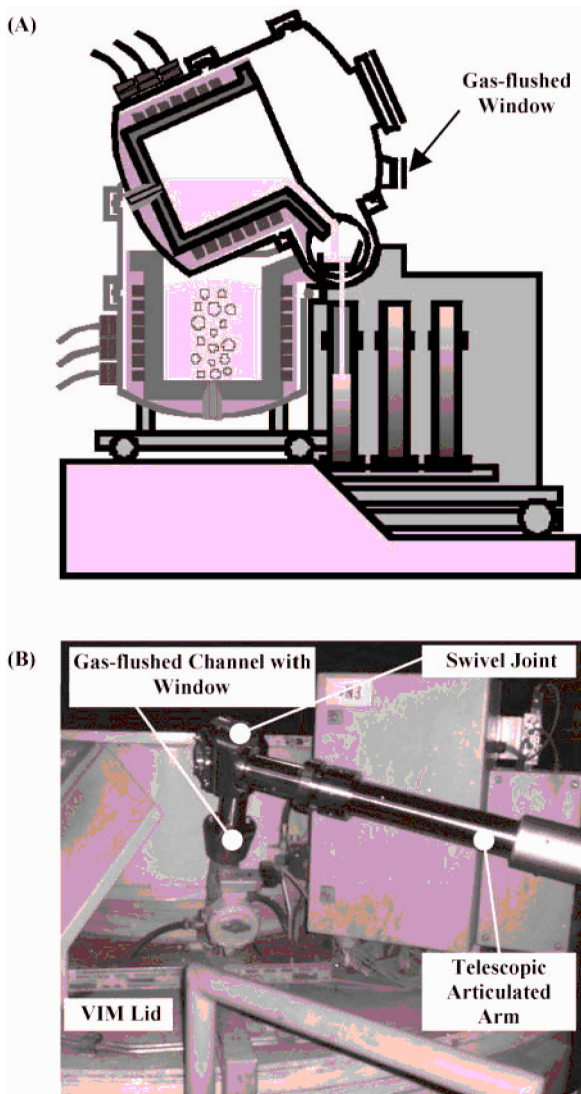 (A)
Gas-flushed
Window
(B)
Gas-flushed Channel with
Window
Swivel Joint
VIM Lid
Telescopic
Articulated
Arm